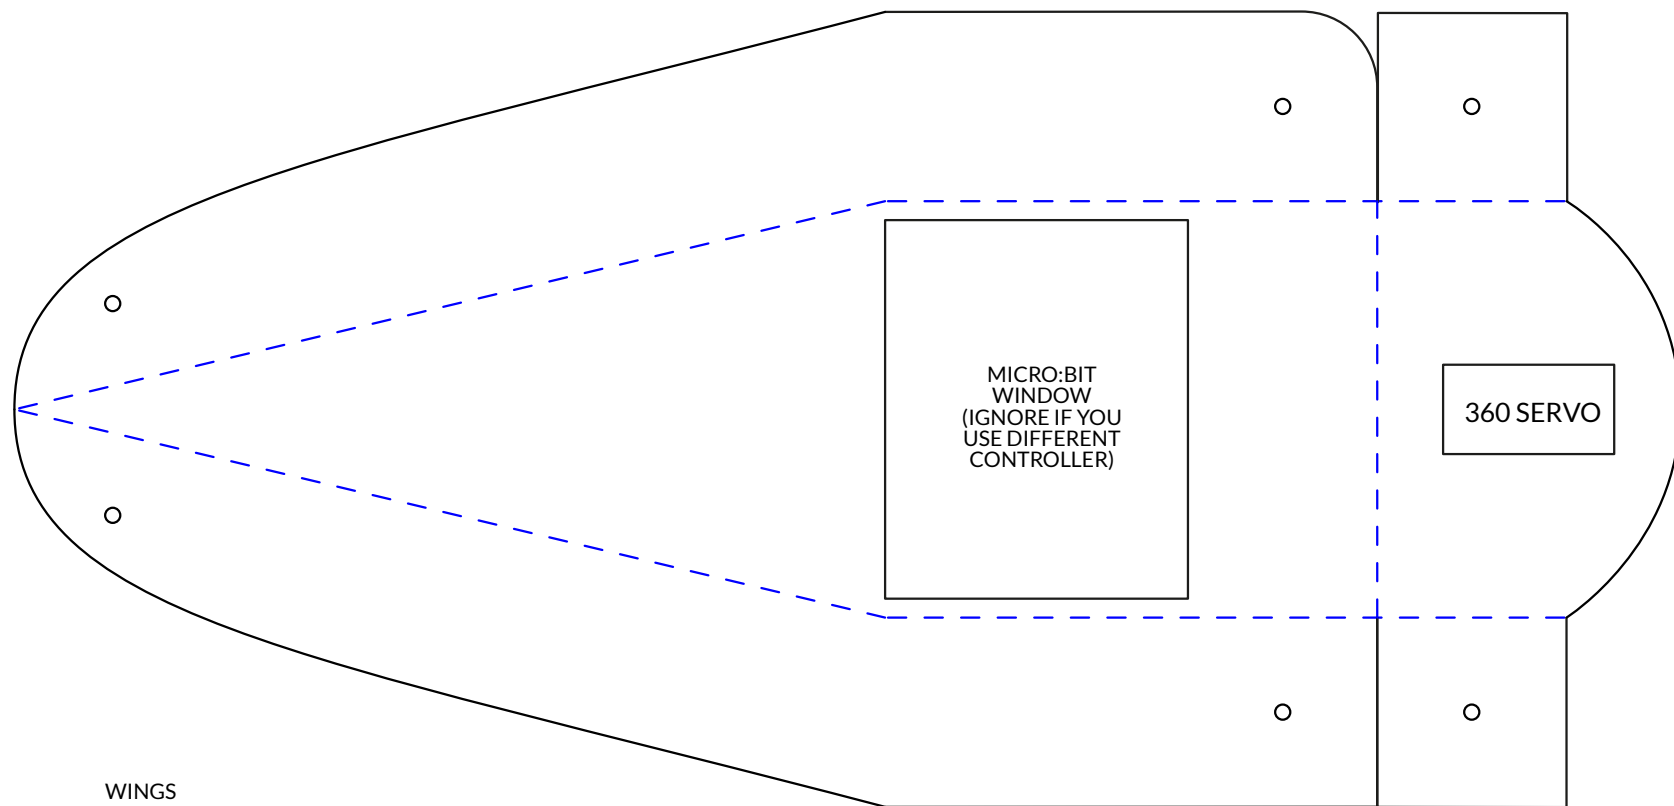 MICRO:BIT
WINDOW
(IGNORE IF YOU
USE DIFFERENT
CONTROLLER)
360 SERVO
WINGS